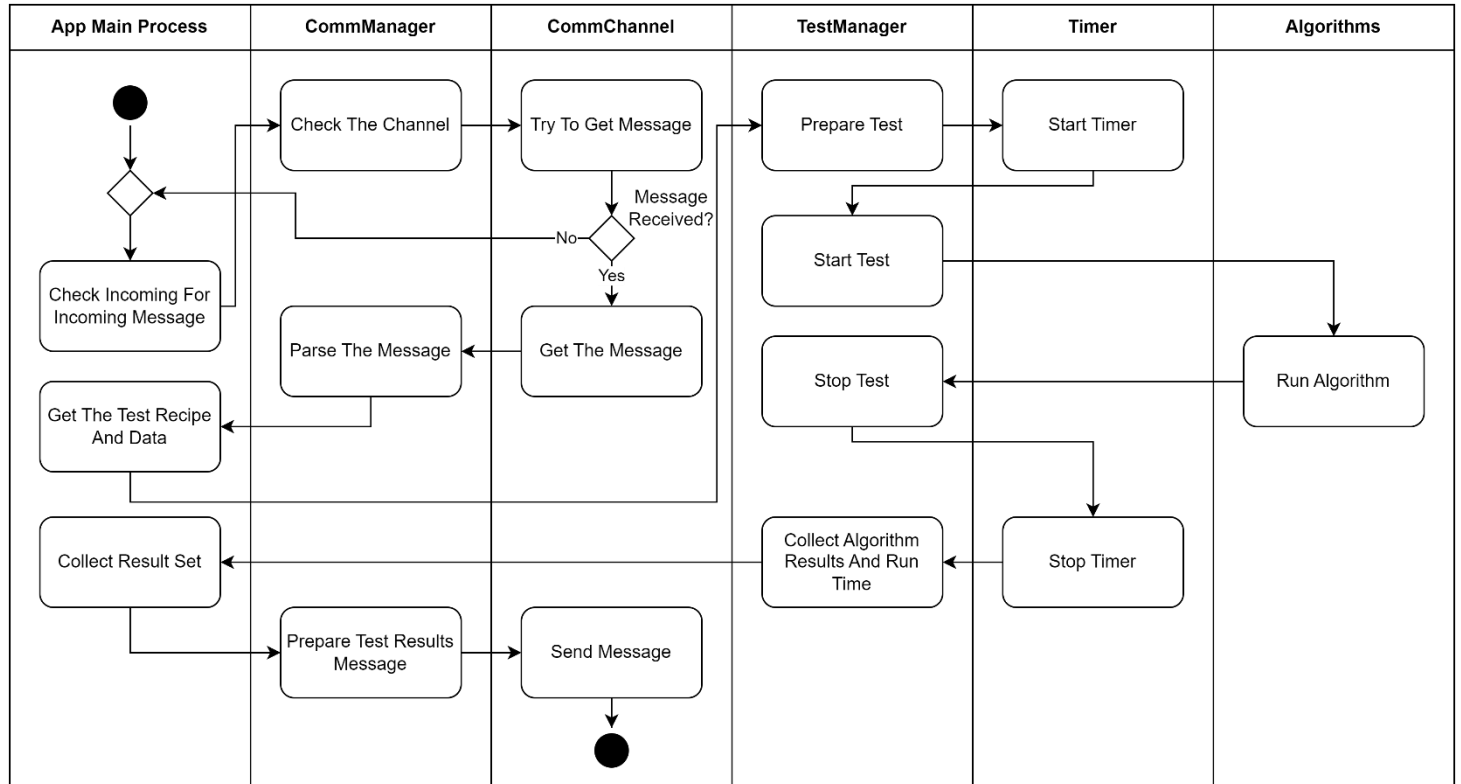 App Main Process
CommManager
CommChannel
TestManager
Timer
Algorithms
Check The Channel
Try To Get Message
Prepare Test
Start Timer
Message
Received?
No
Yes
Start Test
Check Incoming For
Incoming Message
Parse The Message
Get The Message
Stop Test
Run Algorithm
Get The Test Recipe
And Data
Collect Result Set
Collect Algorithm
Results And Run
Time
Stop Timer
Prepare Test Results
Message
Send Message